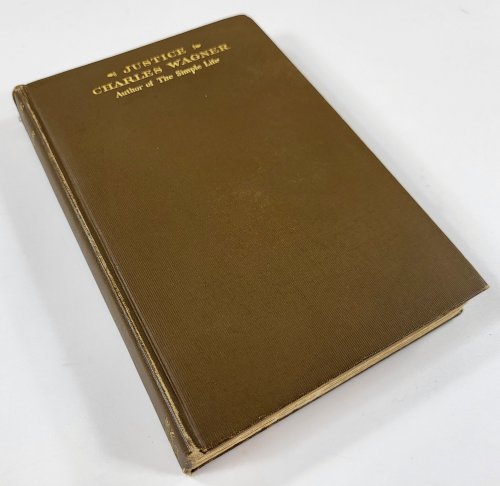 JUSTICE
CHARLES WAGNER
Author of The Simple Life